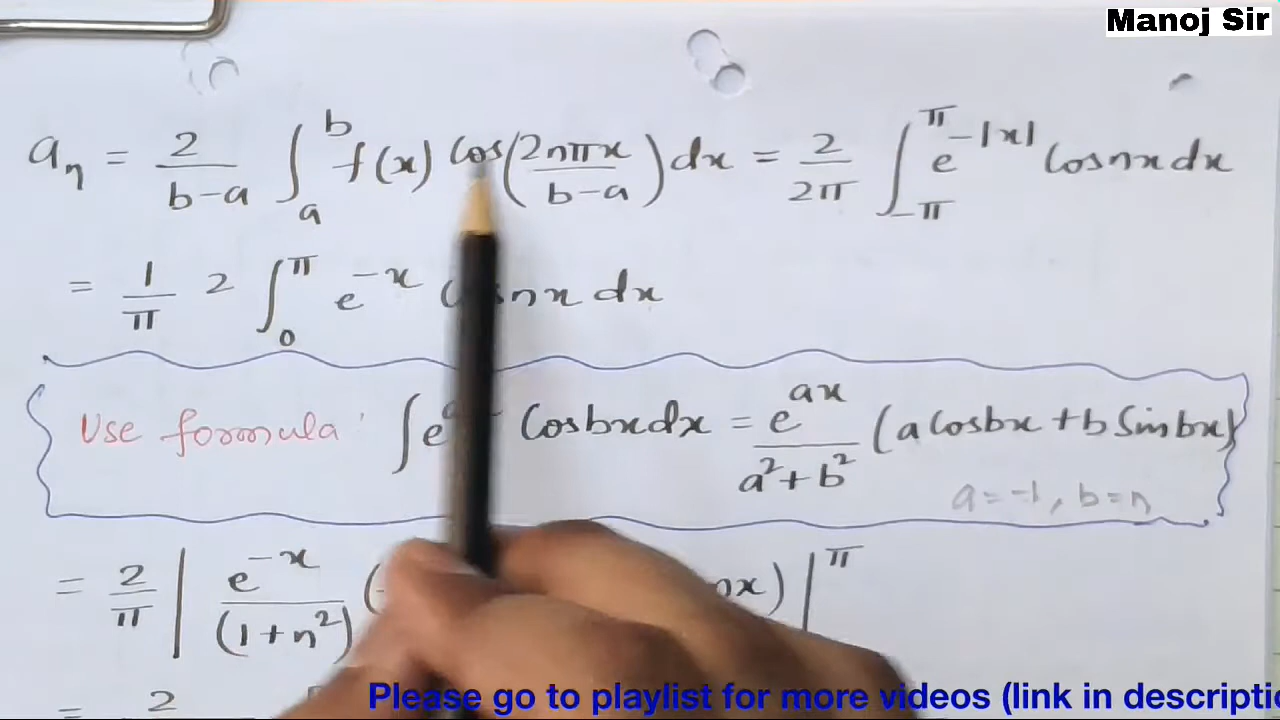 Manoj Sir
aₙ = 2/(b-a) ∫ₐᵇ f(x) cos(2nπx/(b-a)) dx = 2/(2π) ∫₋π^π e^(-|x|) cosnx dx
= 1/π 2 ∫₀^π e^(-x) nx dx
Use formula: ∫e Cosbx dx = e^(ax)/(a²+b²) (a Cosbx + b Sinbx)
a=-1, b=n
= 2/π | e^(-x)/(1+n²) ( x) |^π
= 2
Please go to playlist for more videos (link in